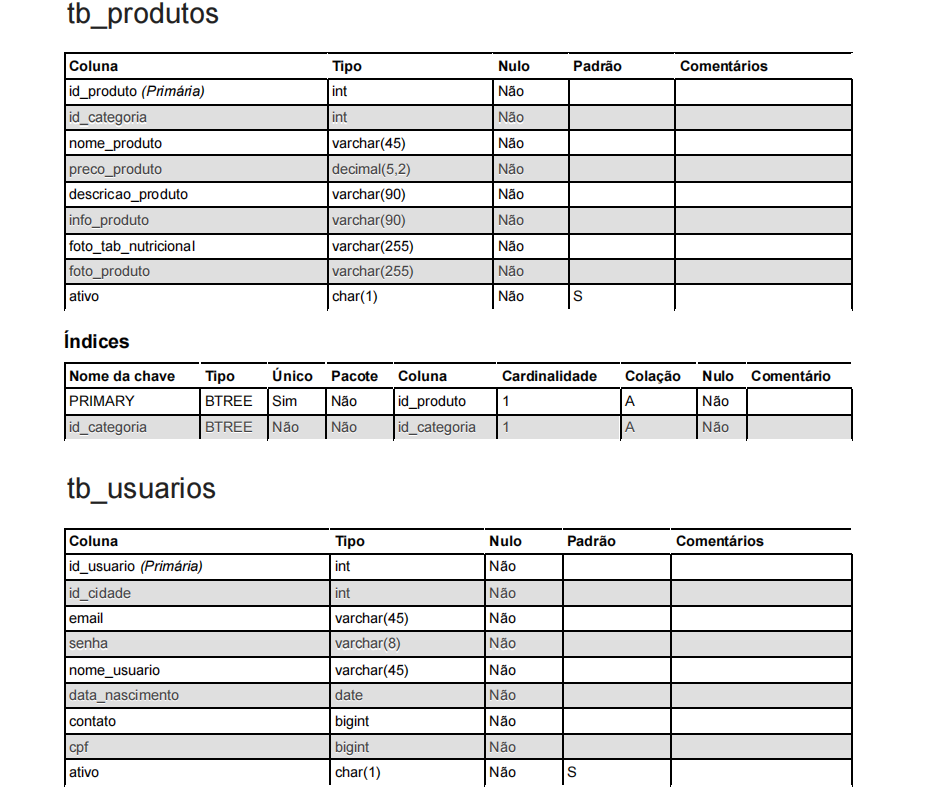 tb_produtos
Coluna Tipo Nulo Padrão Comentários
id_produto (Primária) int Não
id_categoria int Não
nome_produto varchar(45) Não
preco_produto decimal(5,2) Não
descricao_produto varchar(90) Não
info_produto varchar(90) Não
foto_tab_nutricional varchar(255) Não
foto_produto varchar(255) Não
ativo char(1) Não S
Índices
Nome da chave Tipo Único Pacote Coluna Cardinalidade Colação Nulo Comentário
PRIMARY BTREE Sim Não id_produto 1 A Não
id_categoria BTREE Não Não id_categoria 1 A Não
tb_usuarios
Coluna Tipo Nulo Padrão Comentários
id_usuario (Primária) int Não
id_cidade int Não
email varchar(45) Não
senha varchar(8) Não
nome_usuario varchar(45) Não
data_nascimento date Não
contato bigint Não
cpf bigint Não
ativo char(1) Não S